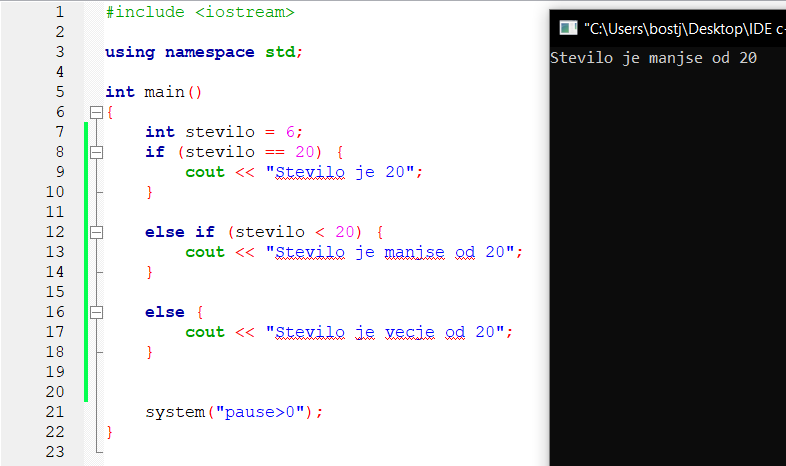 1 #include <iostream>
2
3 using namespace std;
4
5 int main()
6 {
7 int stevilo = 6;
8 if (stevilo == 20) {
9 cout << "Stevilo je 20";
10 }
11
12 else if (stevilo < 20) {
13 cout << "Stevilo je manjse od 20";
14 }
15
16 else {
17 cout << "Stevilo je vecje od 20";
18 }
19
20
21 system("pause>0");
22 }
23
"C:\Users\bostj\Desktop\IDE c-
Stevilo je manjse od 20